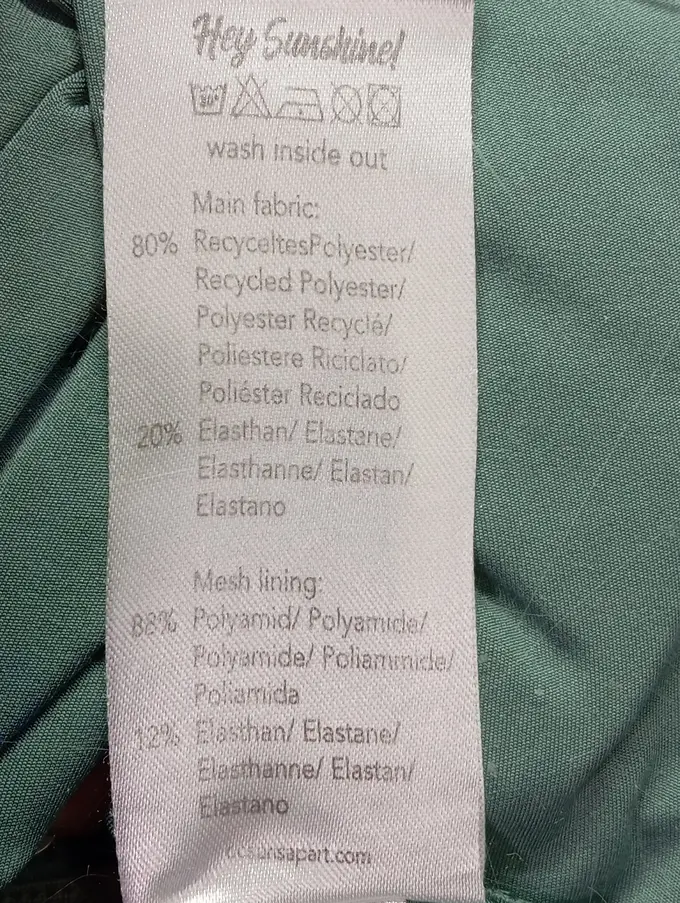 Hey Sunshine!
30°
wash inside out
Main fabric:
80% RecyceltesPolyester/
Recycled Polyester/
Polyester Recyclé/
Poliestere Riciclato/
Poliéster Reciclado
20% Elasthan/ Elastane/
Elasthanne/ Elastan/
Elastano
Mesh lining:
88% Polyamid/ Polyamide/
Polyamide/ Poliammide/
Poliamida
12% Elasthan/ Elastane/
Elasthanne/ Elastan/
Elastano